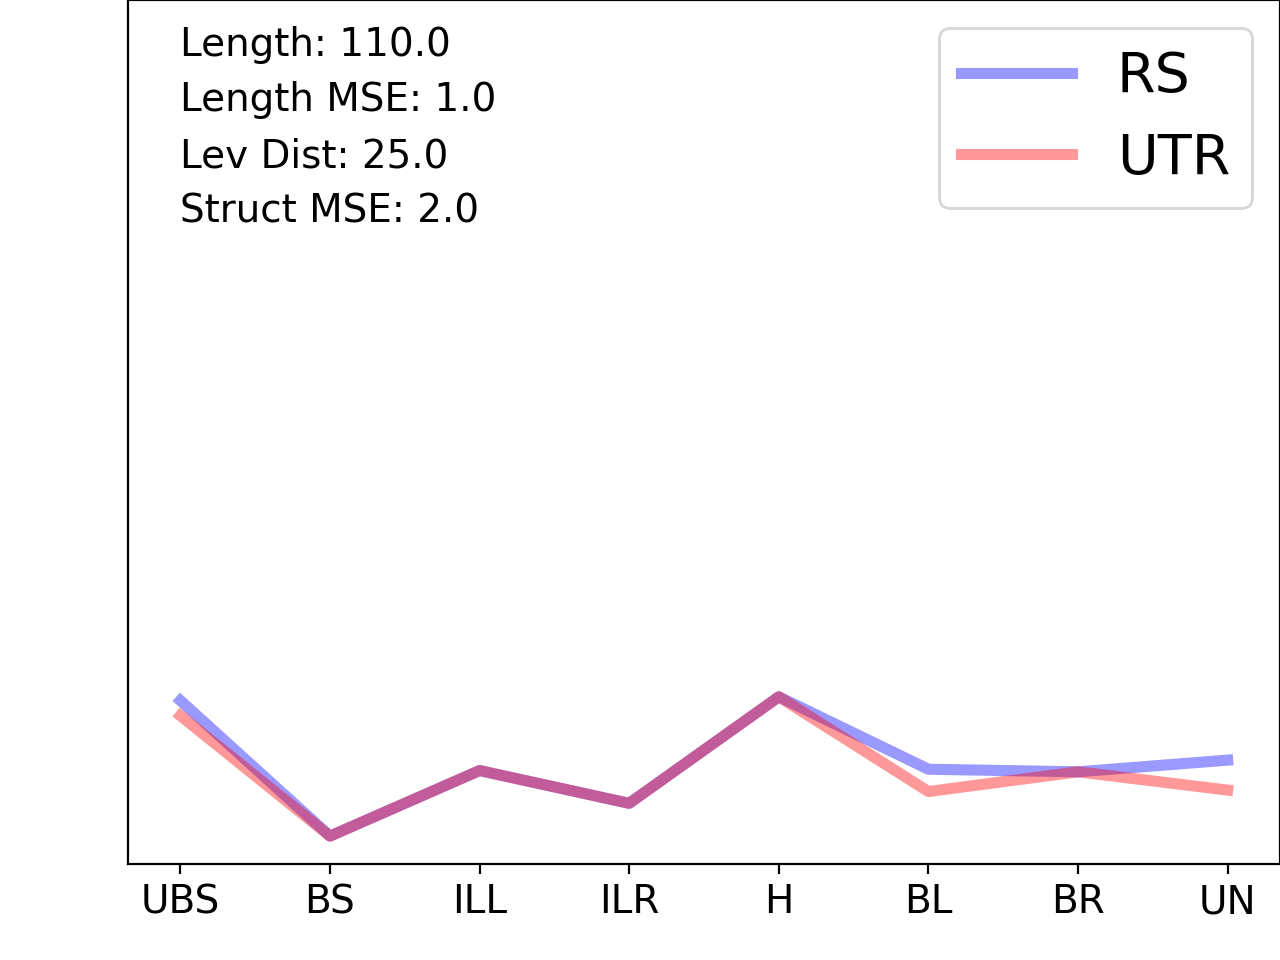 Length: 110.0
Length MSE: 1.0
Lev Dist: 25.0
Struct MSE: 2.0
RS
UTR
UBS BS ILL ILR H BL BR UN